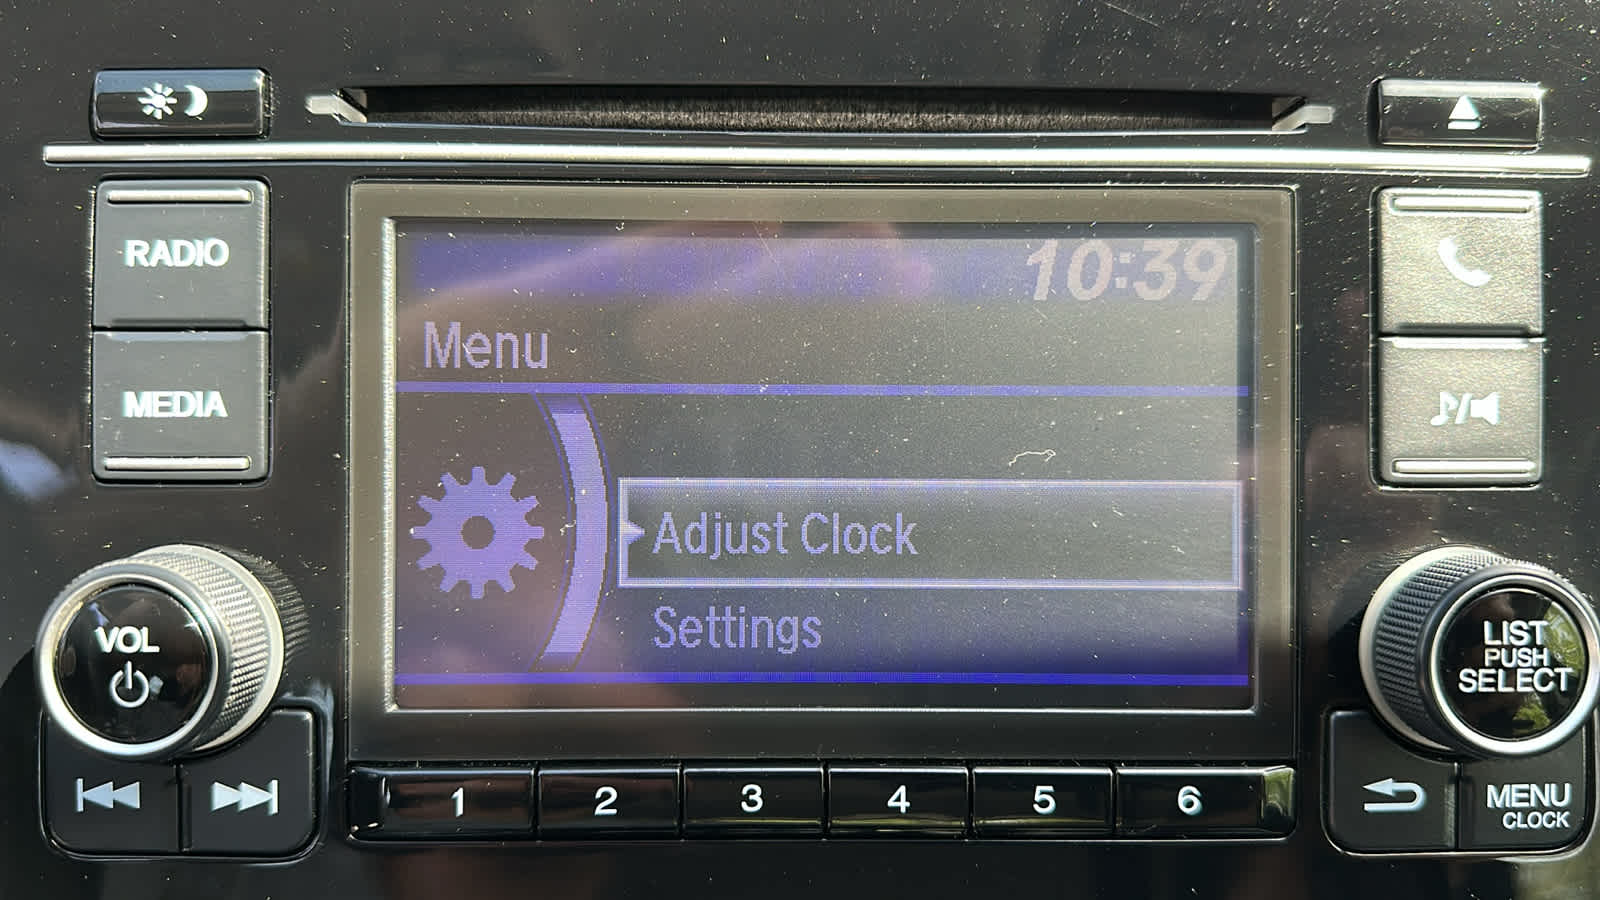 RADIO
MEDIA
10:39
Menu
Adjust Clock
Settings
VOL
LIST
PUSH
SELECT
1 2 3 4 5 6
MENU
CLOCK